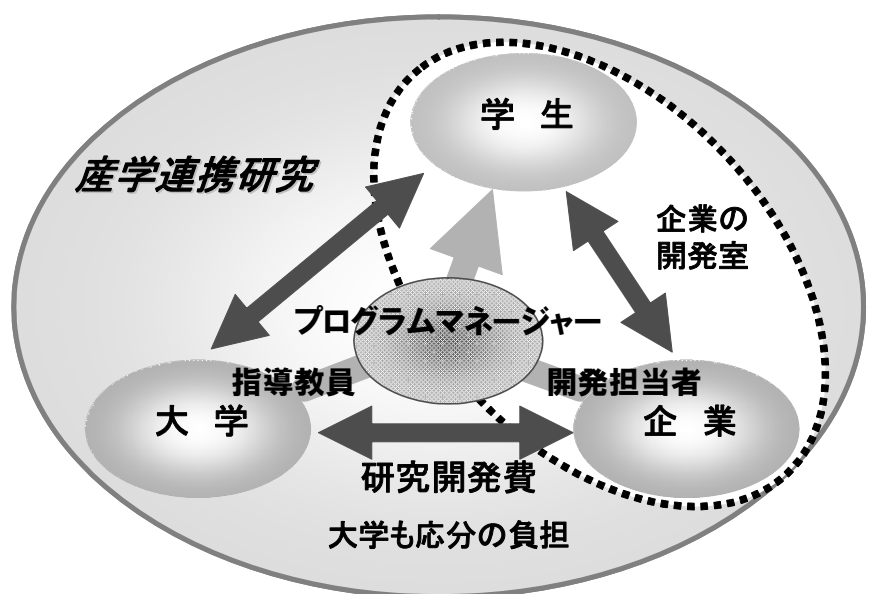 学 生
産学連携研究
企業の
開発室
プログラムマネージャー
指導教員
開発担当者
大 学
企 業
研究開発費
大学も応分の負担